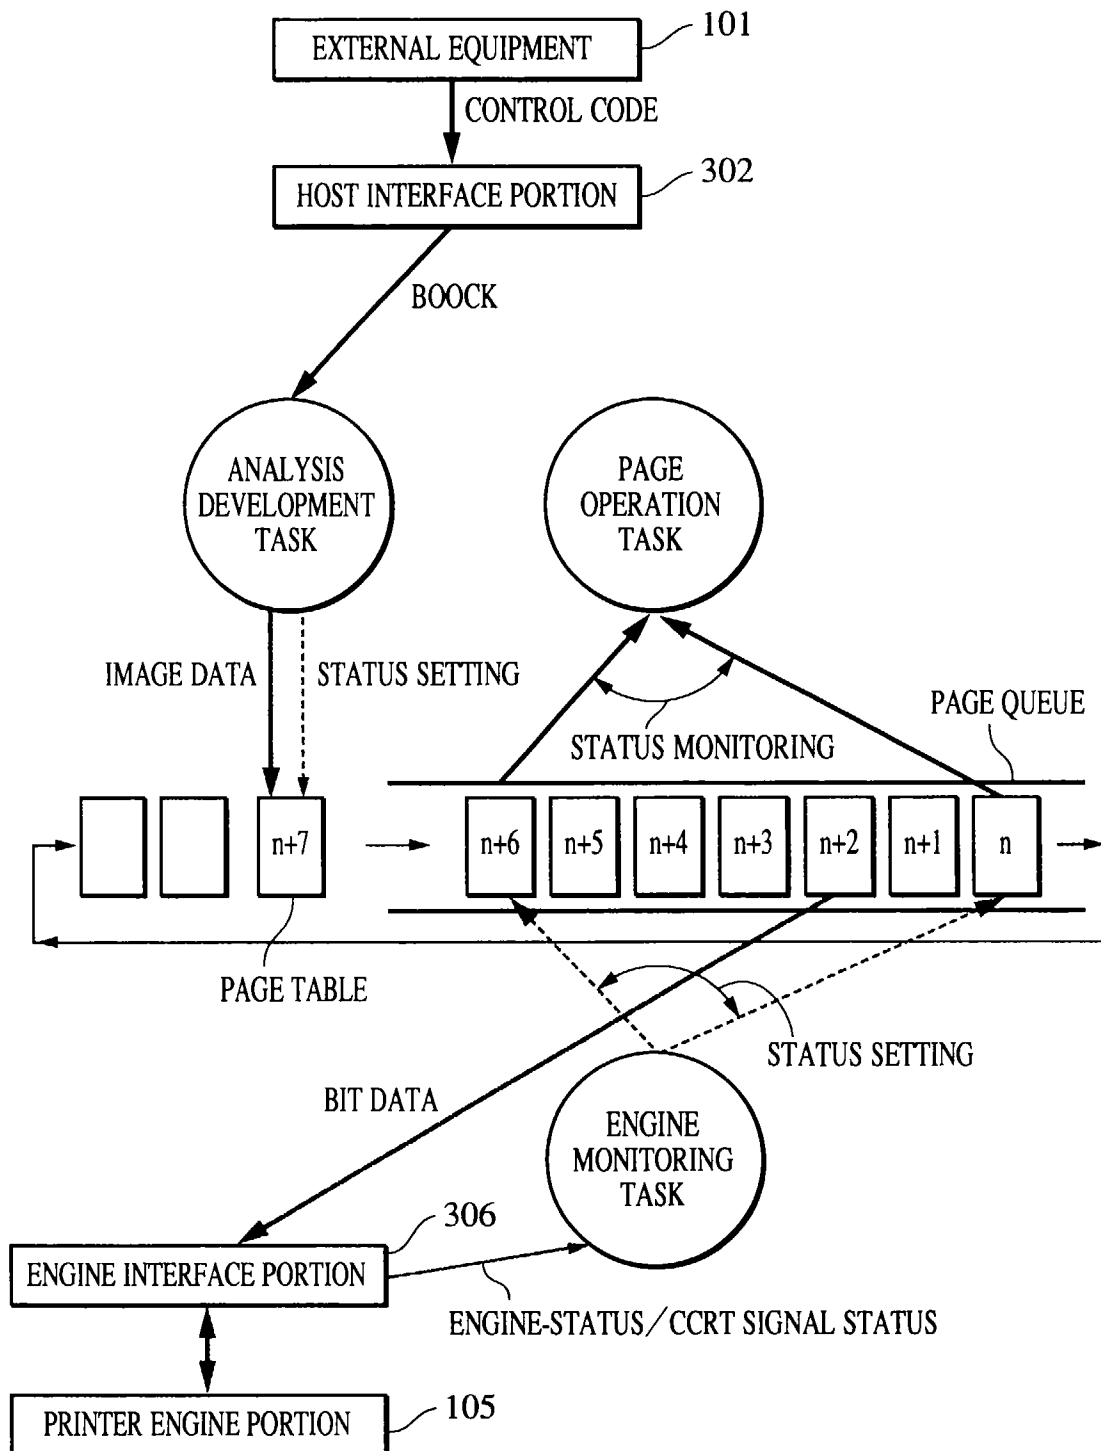 101
EXTERNAL EQUIPMENT
CONTROL CODE
302
HOST INTERFACE PORTION
BOOCK
ANALYSIS
DEVELOPMENT
TASK
PAGE
OPERATION
TASK
IMAGE DATA
STATUS SETTING
STATUS MONITORING
PAGE QUEUE
n+7
n+6
n+5
n+4
n+3
n+2
n+1
n
PAGE TABLE
STATUS SETTING
BIT DATA
ENGINE
MONITORING
TASK
306
ENGINE INTERFACE PORTION
ENGINE-STATUS/CCRT SIGNAL STATUS
105
PRINTER ENGINE PORTION